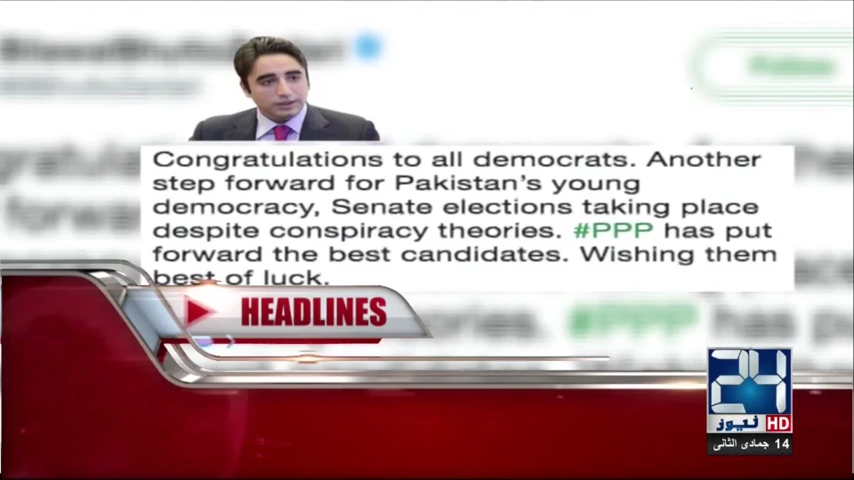 Follow
Congratulations to all democrats. Another
step forward for Pakistan's young
democracy, Senate elections taking place
despite conspiracy theories. #PPP has put
forward the best candidates. Wishing them
best of luck.
HEADLINES
24
نیوز HD
14 جمادی الثانی